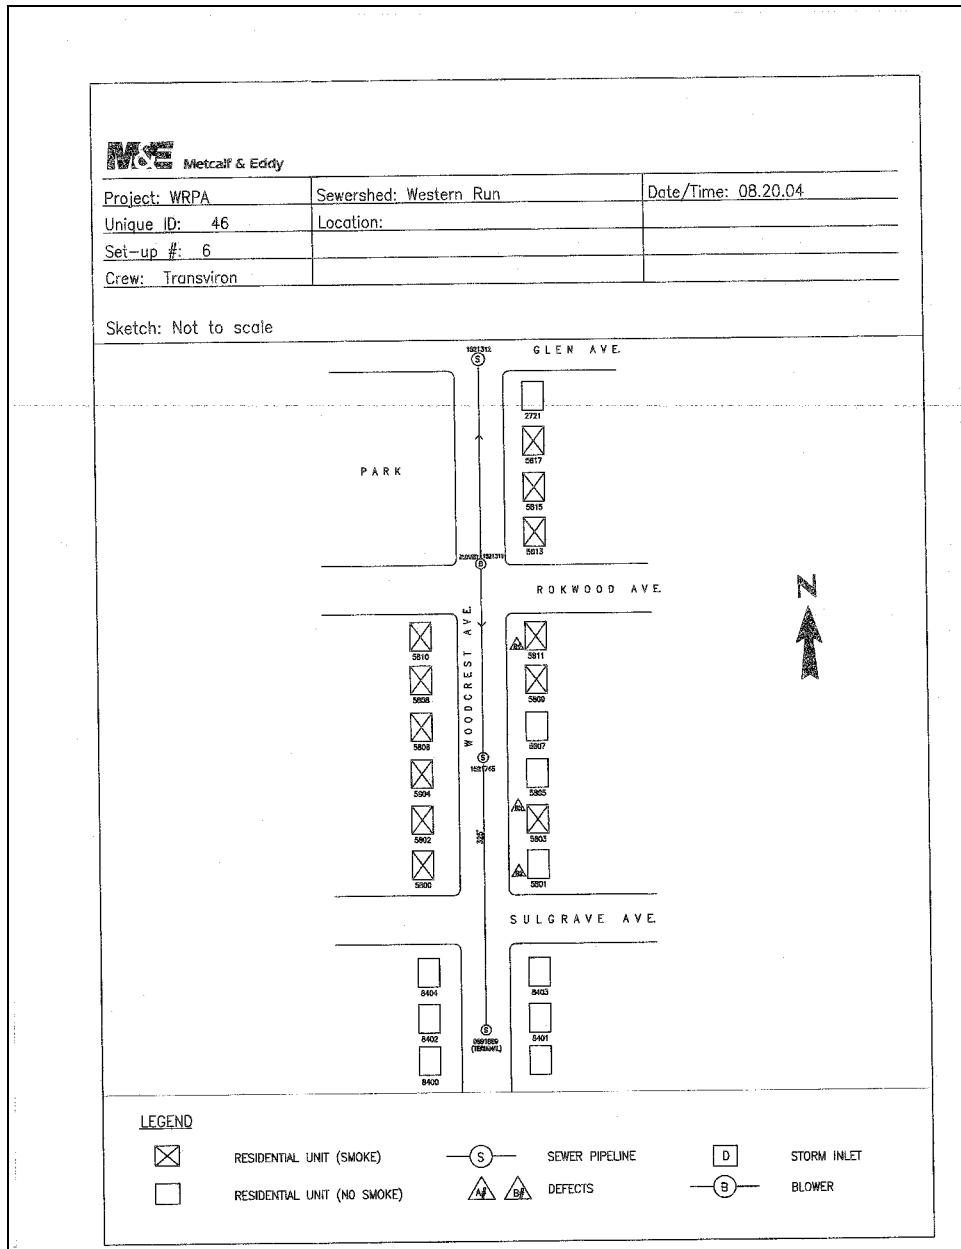 M&E Metcalf & Eddy
Project: WRPA
Sewershed: Western Run
Date/Time: 08.20.04
Unique ID: 46
Location:
Set-up #: 6
Crew: Transviron
Sketch: Not to scale
1521312
S
GLEN AVE.
2721
5817
PARK
5815
5813
B
ROKWOOD AVE.
N
WOODCREST AVE.
5810
5811
5808
5809
5806
5807
S
5804
5805
325'
5802
5803
5800
5801
SULGRAVE AVE.
8404
8403
S
8402
(TERMINAL)
8401
8400
LEGEND
RESIDENTIAL UNIT (SMOKE)
S
SEWER PIPELINE
D
STORM INLET
RESIDENTIAL UNIT (NO SMOKE)
A# B#
DEFECTS
B
BLOWER